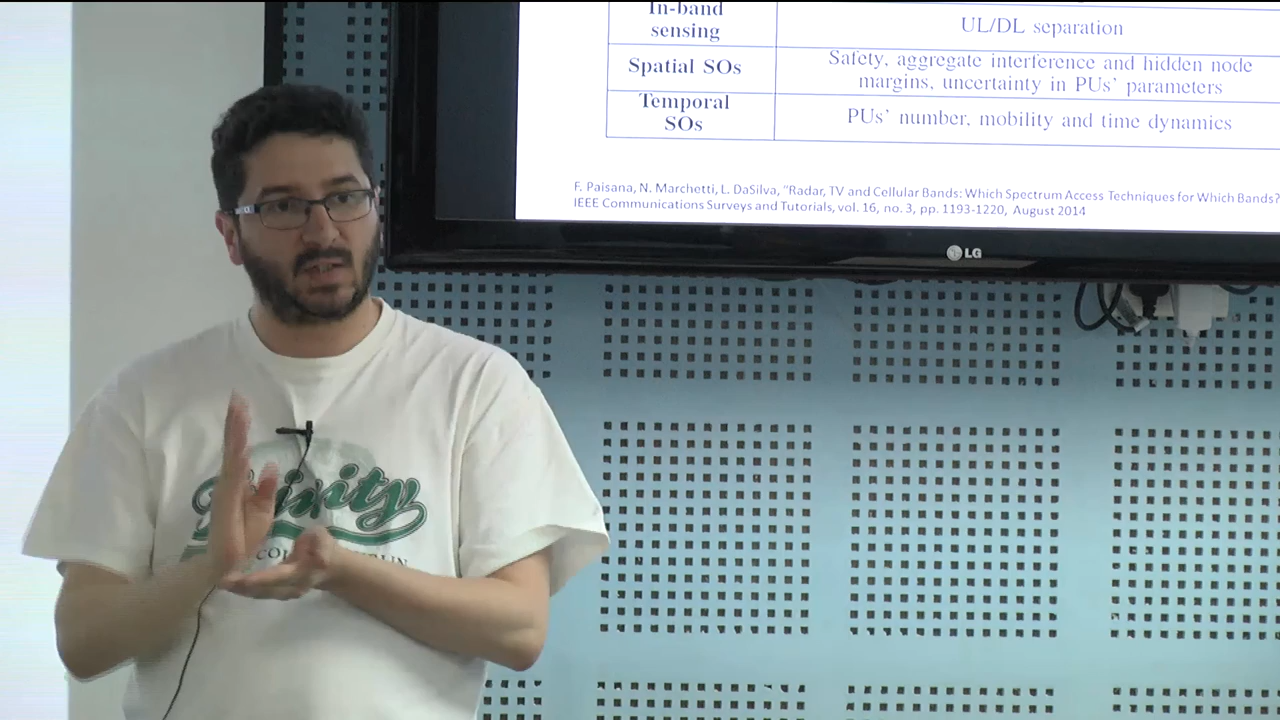 In-band
sensing
UL/DL separation
Spatial SOs
Safety, aggregate interference and hidden node
margins, uncertainty in PUs' parameters
Temporal
SOs
PUs' number, mobility and time dynamics
F. Paisana, N. Marchetti, L. DaSilva, "Radar, TV and Cellular Bands: Which Spectrum Access Techniques for Which Bands?
IEEE Communications Surveys and Tutorials, vol. 16, no. 3, pp. 1193-1220, August 2014
LG
Trinity